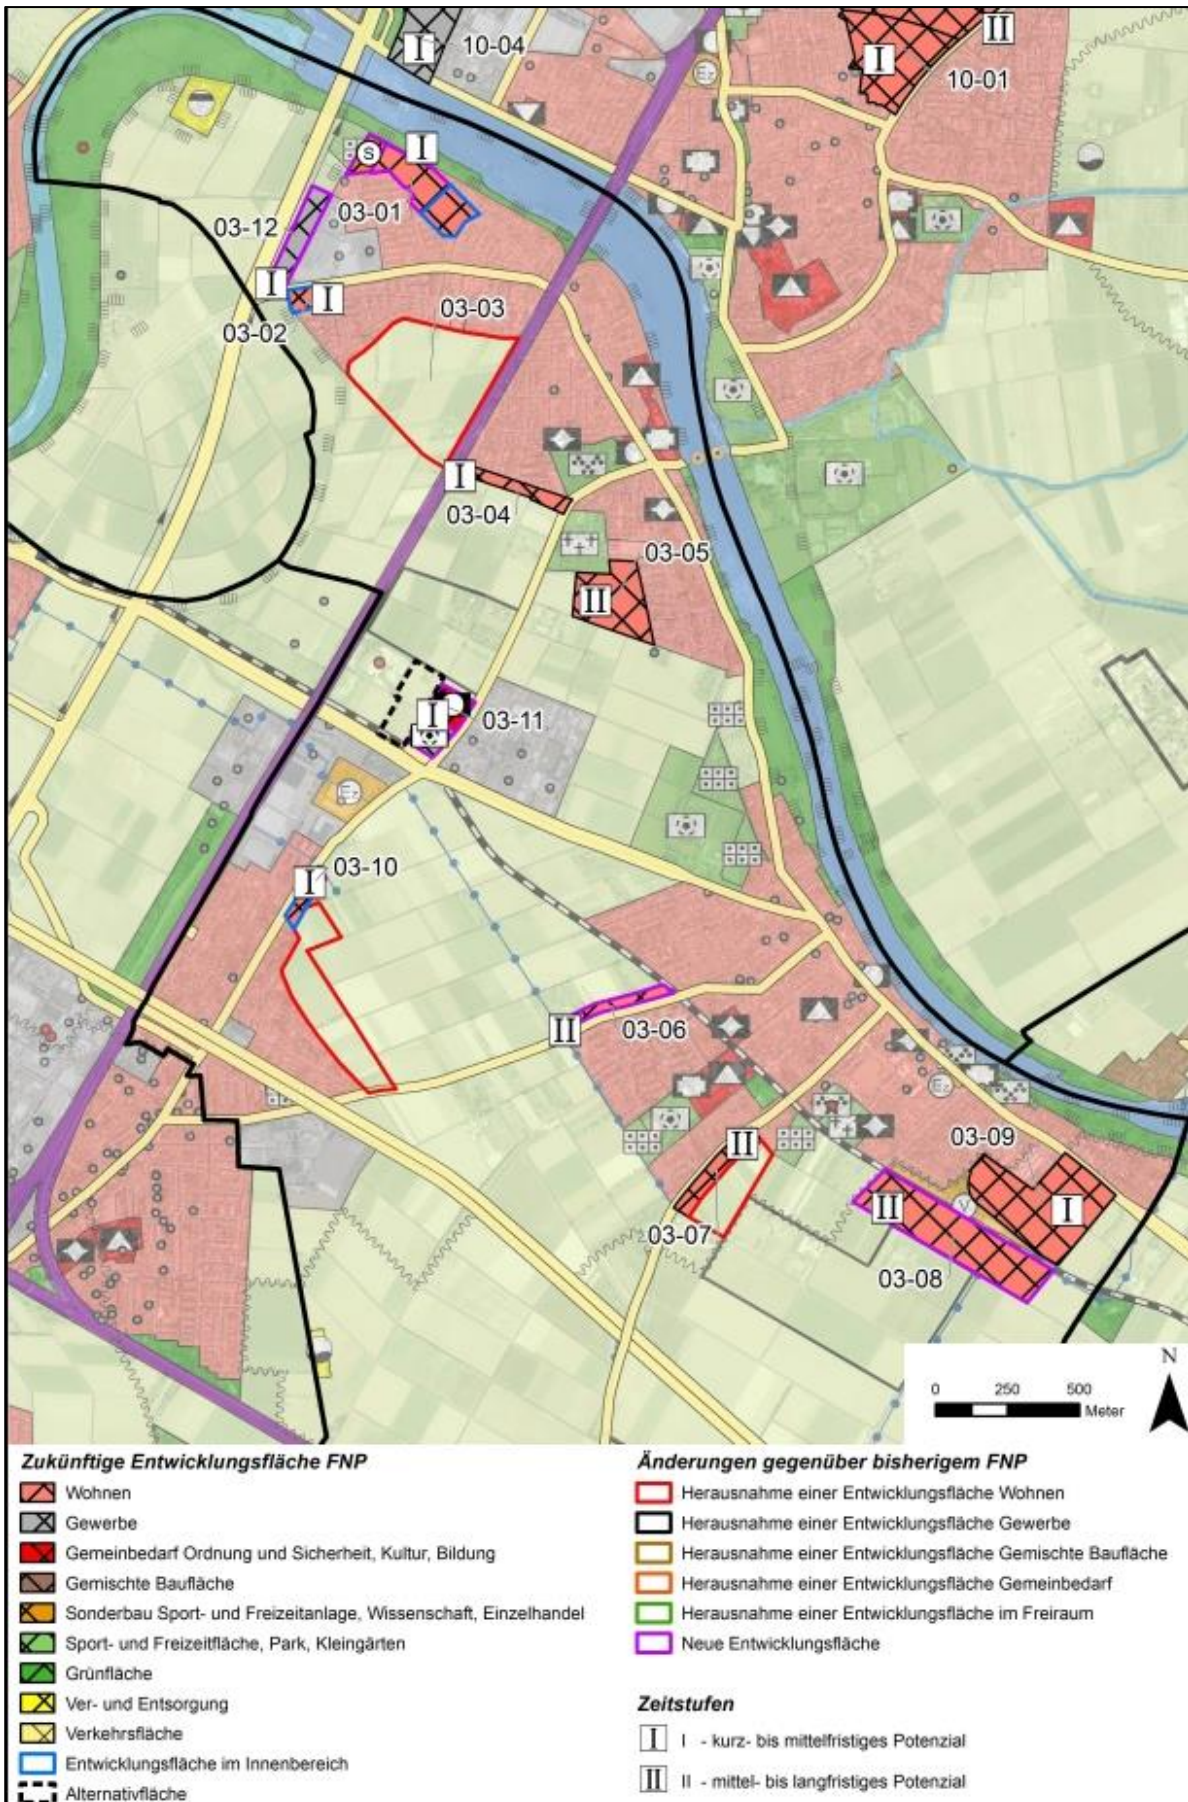 I
10-04
II
I
10-01
Ez
S
I
03-12
03-01
I
I
03-02
03-03
I
03-04
03-05
II
I
03-11
Ez
03-10
I
II
03-06
Ez
II
03-09
03-07
II
V
I
03-08
N
0 250 500
Meter
Zukünftige Entwicklungsfläche FNP
Wohnen
Gewerbe
Gemeinbedarf Ordnung und Sicherheit, Kultur, Bildung
Gemischte Baufläche
Sonderbau Sport- und Freizeitanlage, Wissenschaft, Einzelhandel
Sport- und Freizeitfläche, Park, Kleingärten
Grünfläche
Ver- und Entsorgung
Verkehrsfläche
Entwicklungsfläche im Innenbereich
Alternativfläche
Änderungen gegenüber bisherigem FNP
Herausnahme einer Entwicklungsfläche Wohnen
Herausnahme einer Entwicklungsfläche Gewerbe
Herausnahme einer Entwicklungsfläche Gemischte Baufläche
Herausnahme einer Entwicklungsfläche Gemeinbedarf
Herausnahme einer Entwicklungsfläche im Freiraum
Neue Entwicklungsfläche
Zeitstufen
I I - kurz- bis mittelfristiges Potenzial
II II - mittel- bis langfristiges Potenzial